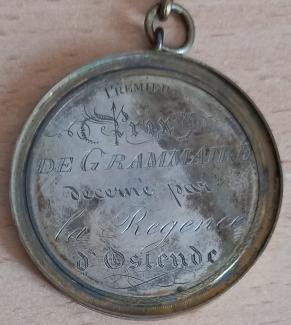 PREMIER
Prix
DE GRAMMAIRE
décerné par
la Régence
d'Ostende